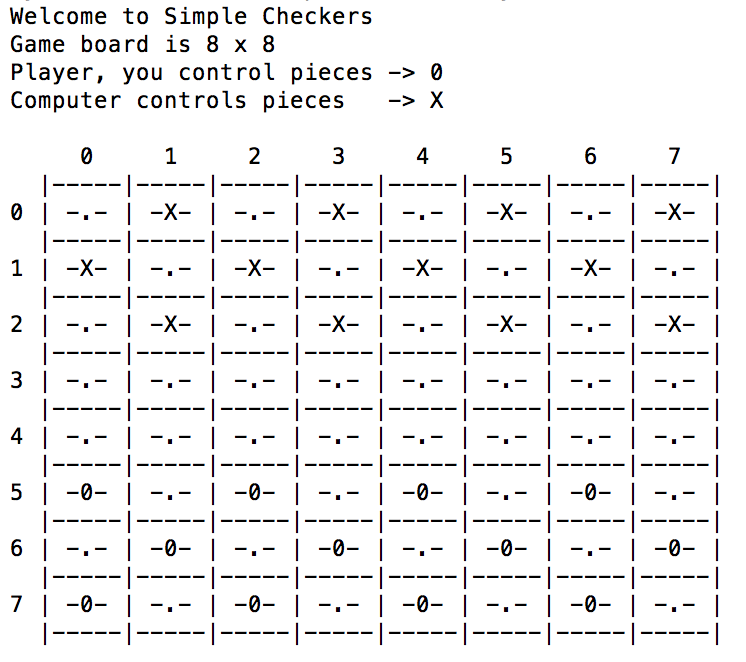 Welcome to Simple Checkers
Game board is 8 x 8
Player, you control pieces -> 0
Computer controls pieces   -> X

      0     1     2     3     4     5     6     7
   |-----|-----|-----|-----|-----|-----|-----|-----|
0  | -.- | -X- | -.- | -X- | -.- | -X- | -.- | -X- |
   |-----|-----|-----|-----|-----|-----|-----|-----|
1  | -X- | -.- | -X- | -.- | -X- | -.- | -X- | -.- |
   |-----|-----|-----|-----|-----|-----|-----|-----|
2  | -.- | -X- | -.- | -X- | -.- | -X- | -.- | -X- |
   |-----|-----|-----|-----|-----|-----|-----|-----|
3  | -.- | -.- | -.- | -.- | -.- | -.- | -.- | -.- |
   |-----|-----|-----|-----|-----|-----|-----|-----|
4  | -.- | -.- | -.- | -.- | -.- | -.- | -.- | -.- |
   |-----|-----|-----|-----|-----|-----|-----|-----|
5  | -0- | -.- | -0- | -.- | -0- | -.- | -0- | -.- |
   |-----|-----|-----|-----|-----|-----|-----|-----|
6  | -.- | -0- | -.- | -0- | -.- | -0- | -.- | -0- |
   |-----|-----|-----|-----|-----|-----|-----|-----|
7  | -0- | -.- | -0- | -.- | -0- | -.- | -0- | -.- |
   |-----|-----|-----|-----|-----|-----|-----|-----|